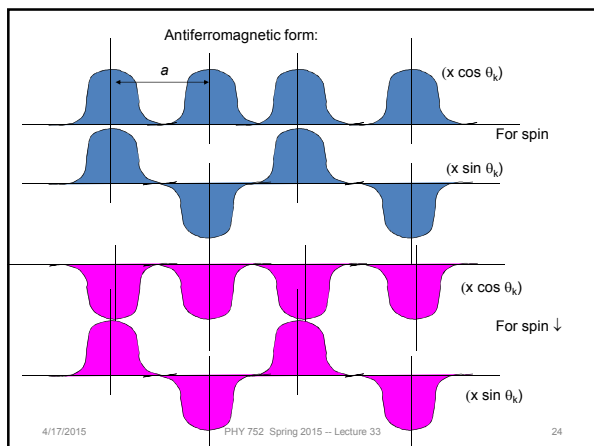 Antiferromagnetic form:
a
(x cos θk)
For spin
(x sin θk)
(x cos θk)
For spin ↓
(x sin θk)
4/17/2015 PHY 752 Spring 2015 -- Lecture 33 24